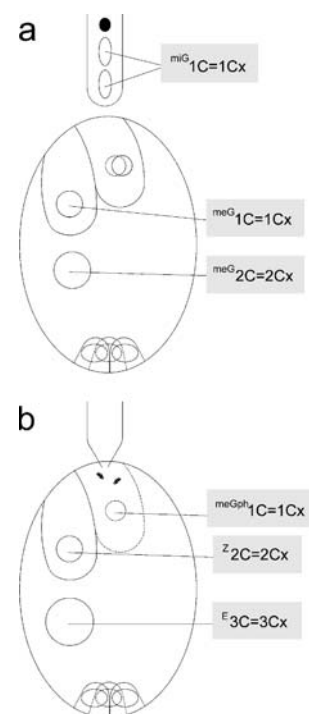 a
miG1C=1Cx
meG1C=1Cx
meG2C=2Cx
b
meGph1C=1Cx
Z2C=2Cx
E3C=3Cx